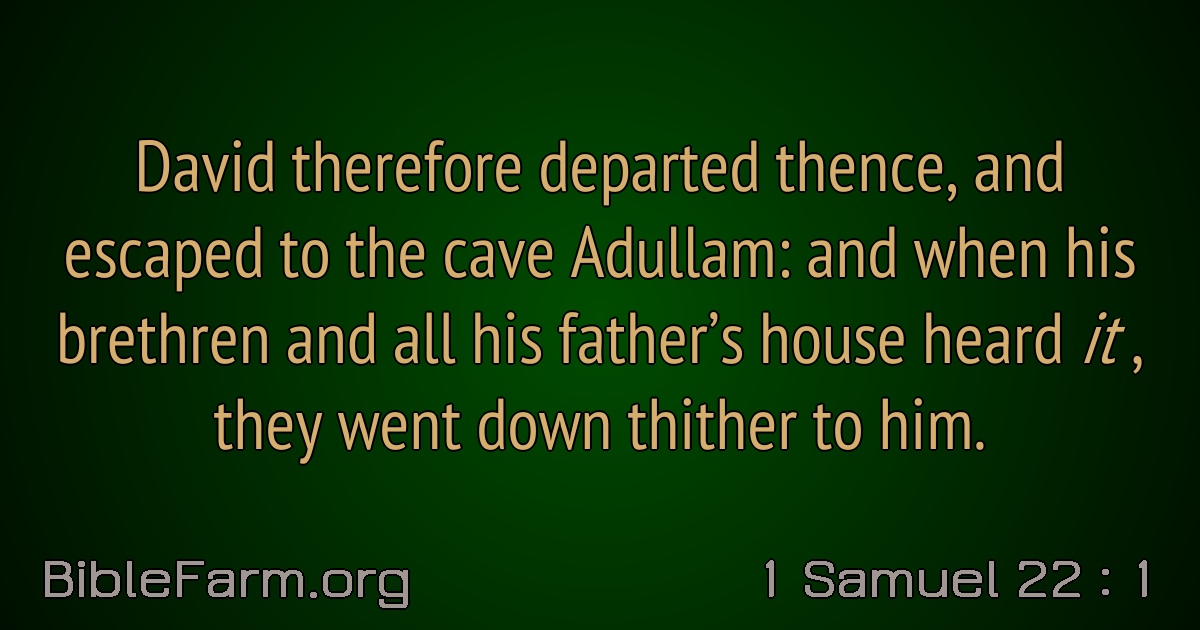 David therefore departed thence, and
escaped to the cave Adullam: and when his
brethren and all his father’s house heard it ,
they went down thither to him.
BibleFarm.org
1 Samuel 22 : 1